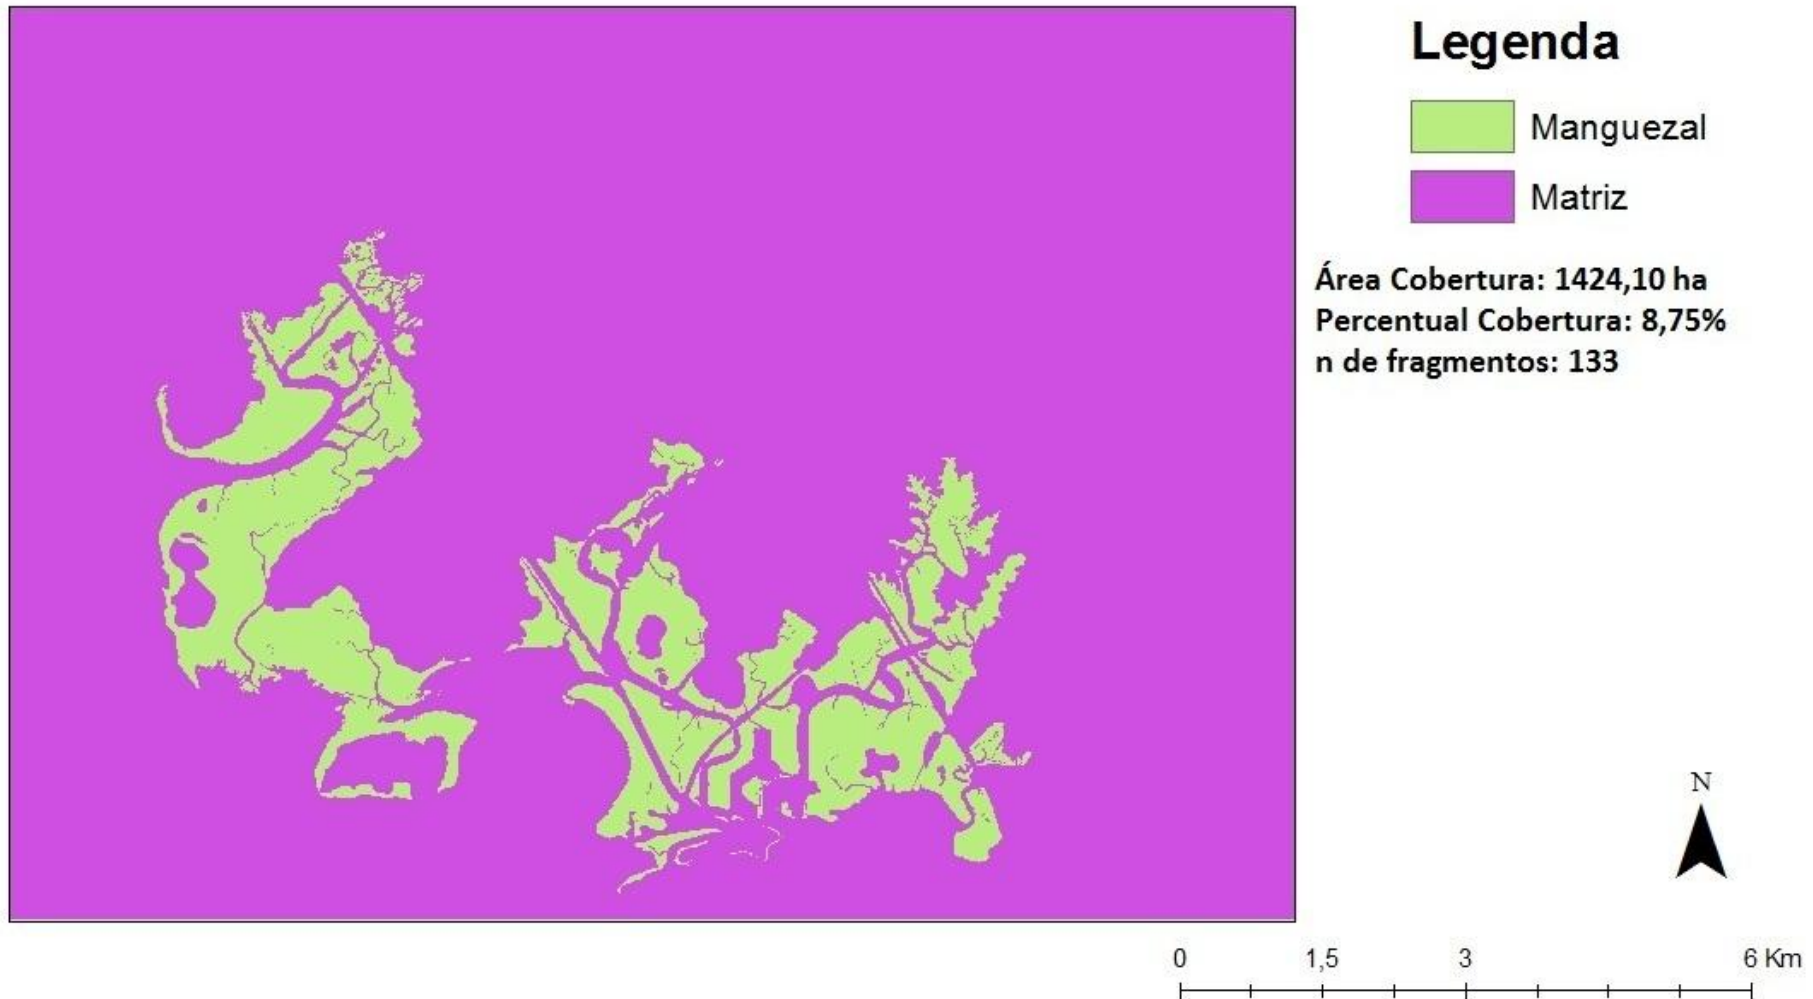 Legenda
Manguezal
Matriz
Área Cobertura: 1424,10 ha
Percentual Cobertura: 8,75%
n de fragmentos: 133
N
0 1,5 3 6 Km